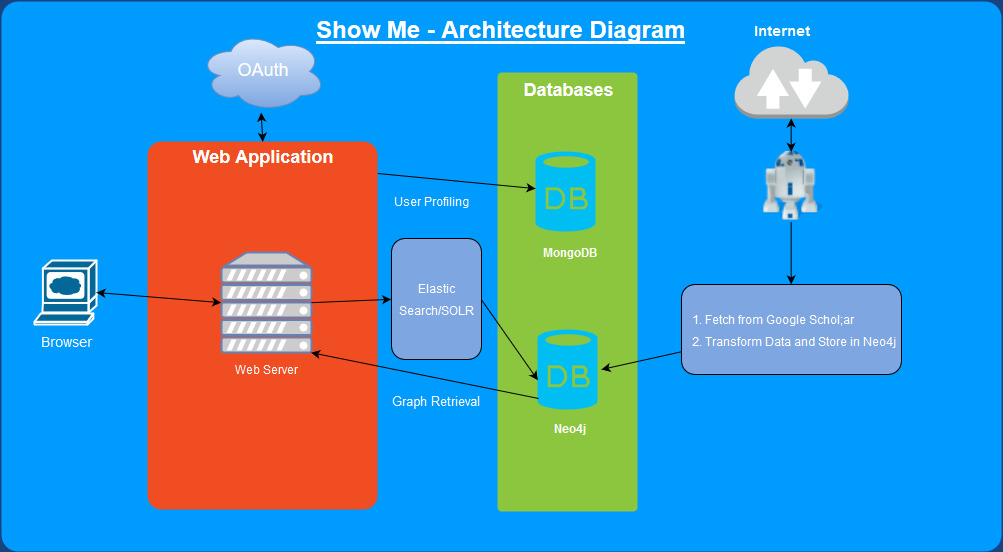 Show Me - Architecture Diagram
Internet
OAuth
Databases
Web Application
DB
User Profiling
MongoDB
Elastic
Search/SOLR
1. Fetch from Google Schol;ar
2. Transform Data and Store in Neo4j
Browser
Web Server
DB
Graph Retrieval
Neo4j